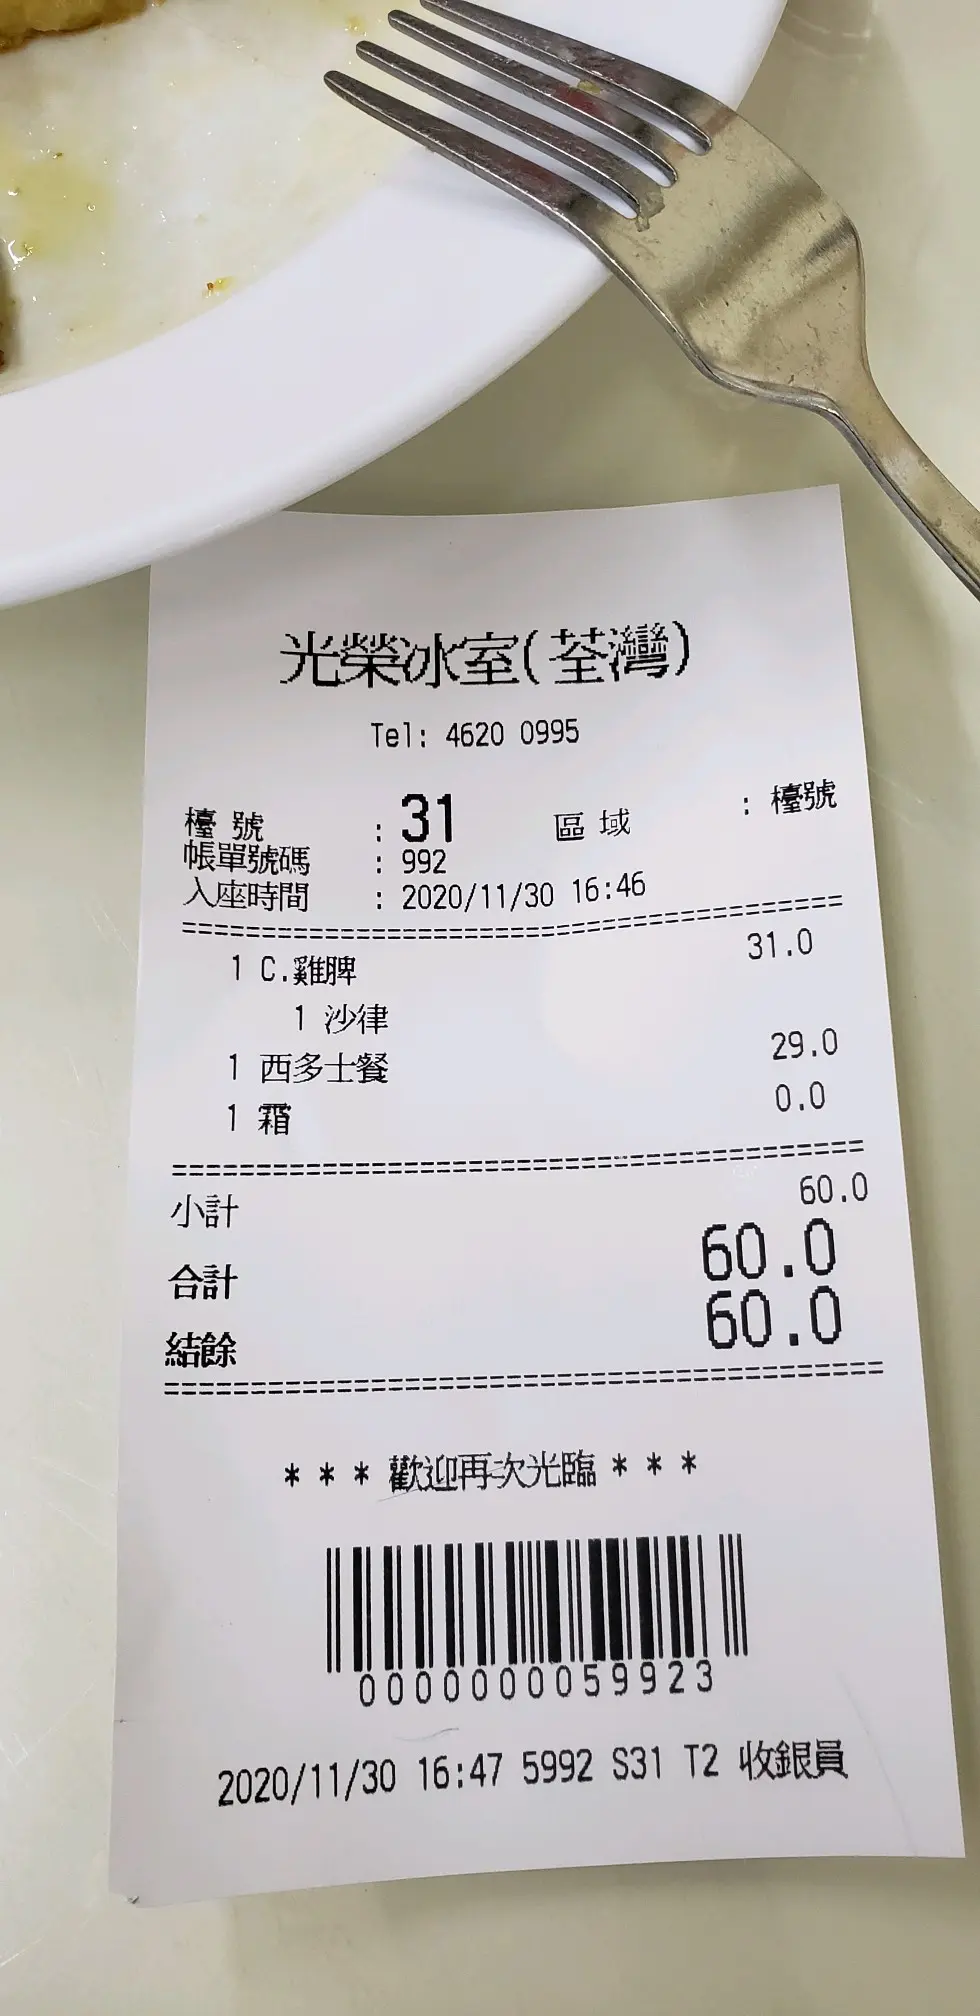 光榮冰室(荃灣)
Tel: 4620 0995
檯 號 : 31 區 域 : 檯號
帳單號碼 : 992
入座時間 : 2020/11/30 16:46
==========================================
1 C.雞脾 31.0
1 沙律
1 西多士餐 29.0
1 霜 0.0
==========================================
小計 60.0
合計 60.0
結餘 60.0
==========================================
* * * 歡迎再次光臨 * * *
0000000059923
2020/11/30 16:47 5992 S31 T2 收銀員